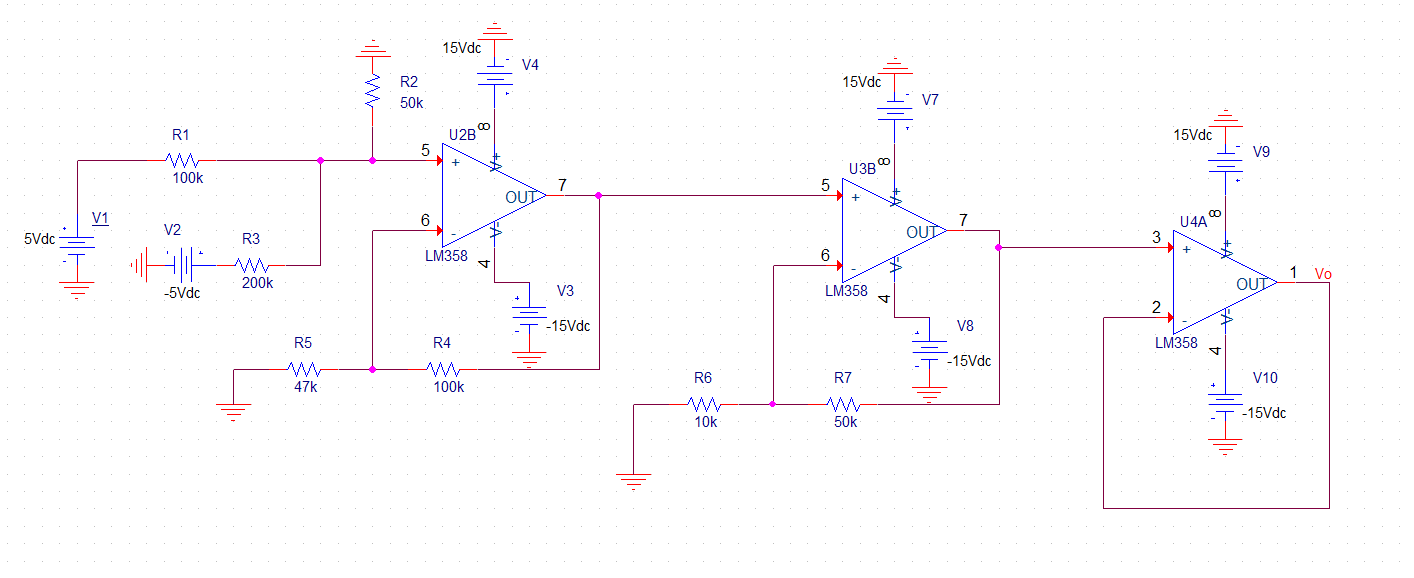 15Vdc
V4
R2
50k
R1
100k
U2B
8
5
+
V+
OUT
7
6
-
V-
LM358
4
V1
5Vdc
V2
-5Vdc
R3
200k
V3
-15Vdc
R5
47k
R4
100k
15Vdc
V7
U3B
8
5
+
V+
OUT
7
6
-
V-
LM358
4
V8
-15Vdc
R6
10k
R7
50k
15Vdc
V9
U4A
8
3
+
V+
OUT
1
Vo
2
-
V-
LM358
4
V10
-15Vdc